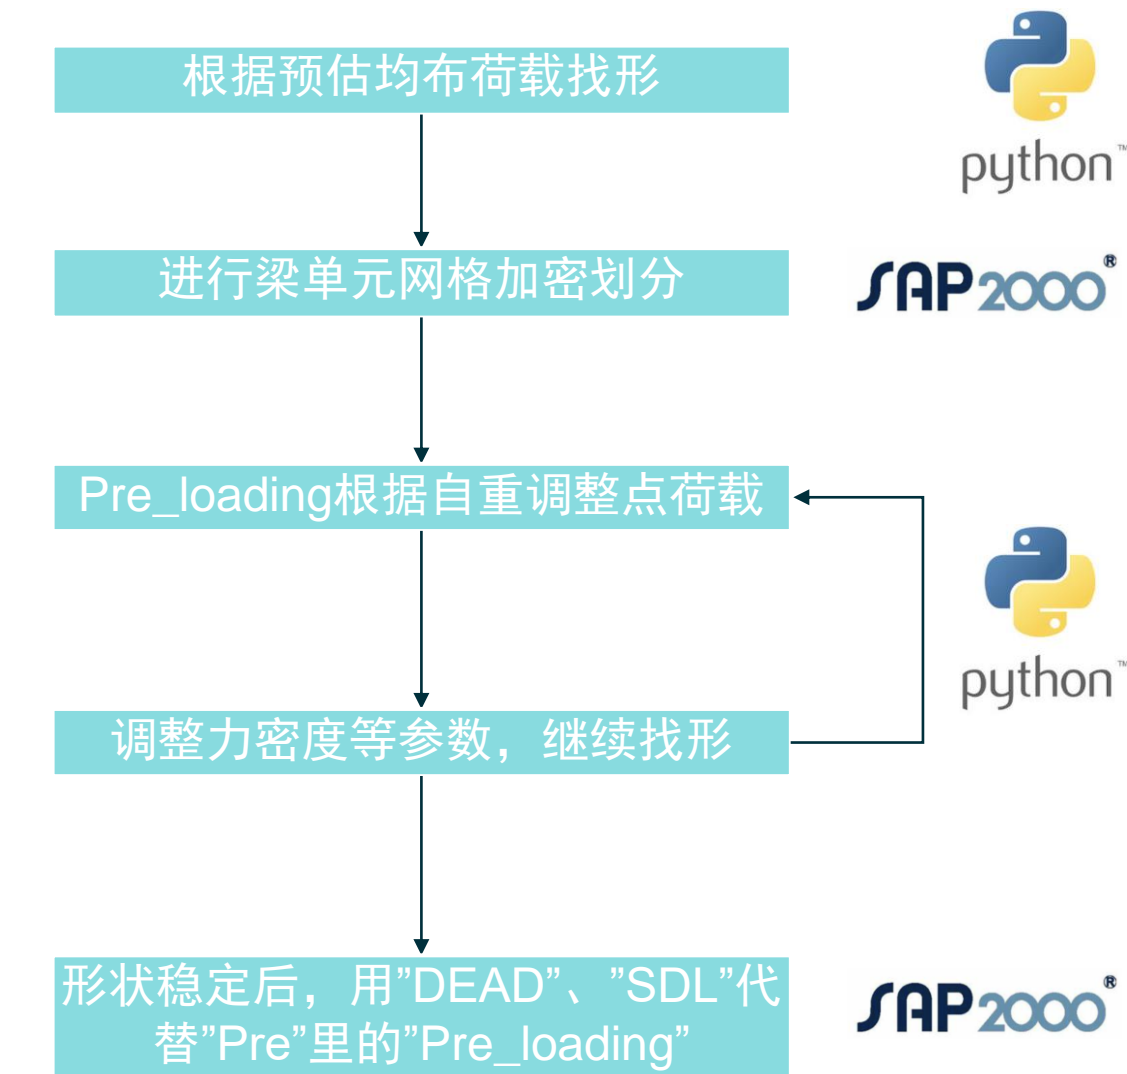 根据预估均布荷载找形
python™
进行梁单元网格加密划分
SAP2000®
Pre_loading根据自重调整点荷载
python™
调整力密度等参数，继续找形
形状稳定后，用”DEAD”、”SDL”代
替”Pre”里的”Pre_loading”
SAP2000®